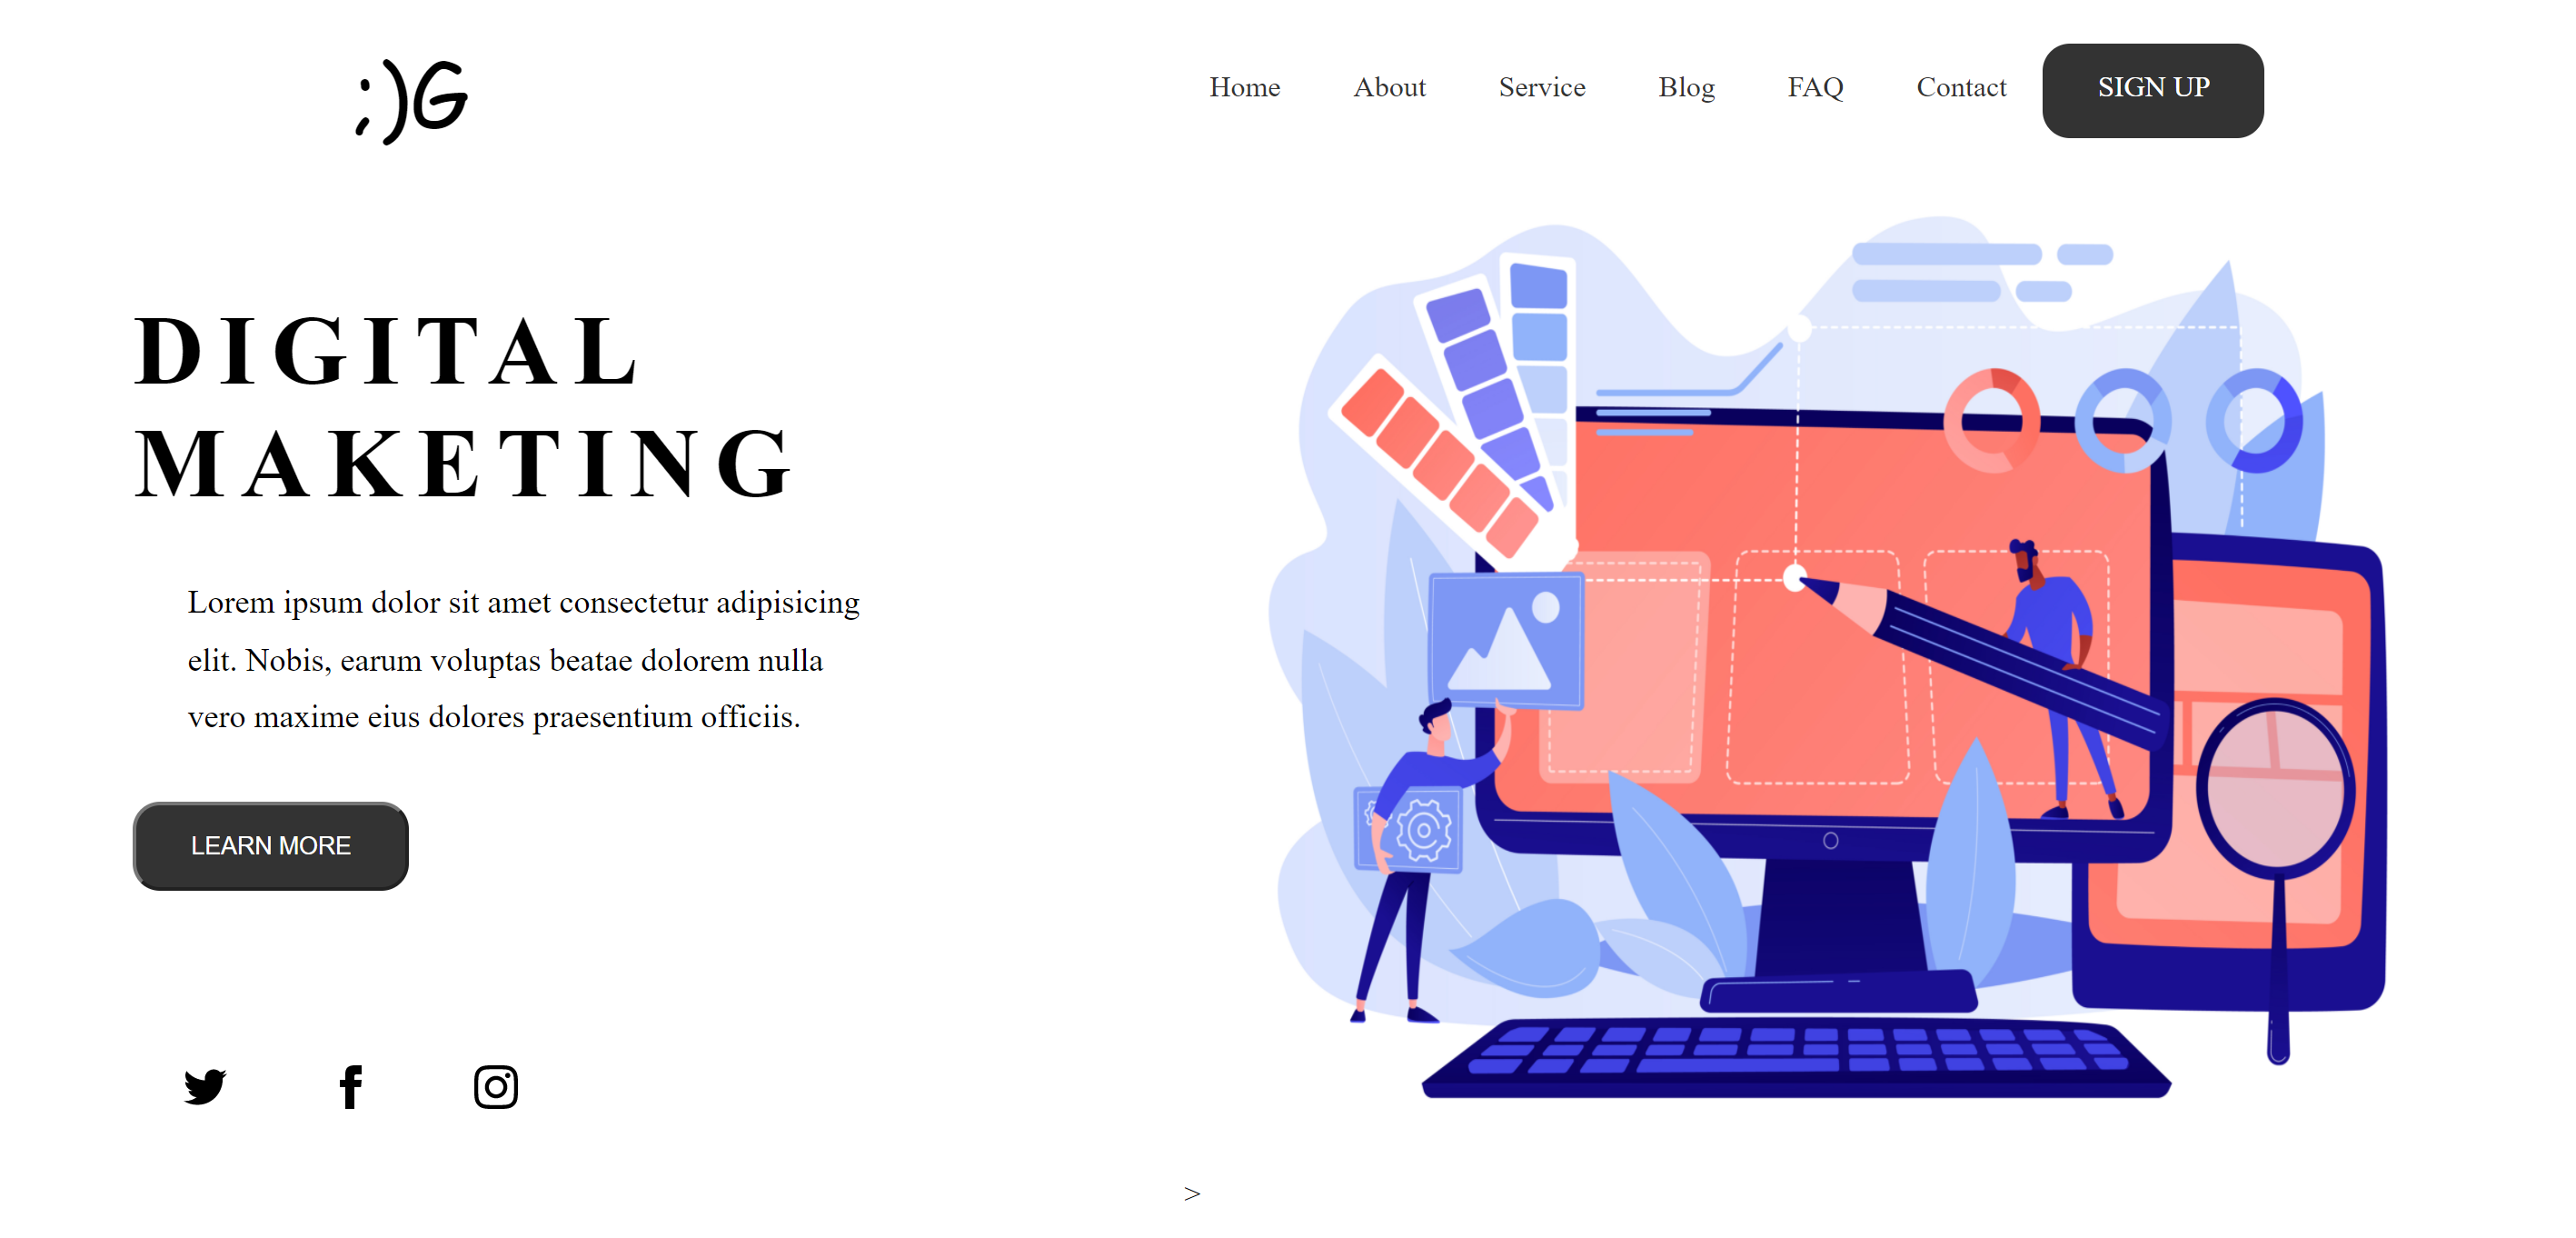 ;)G
Home About Service Blog FAQ Contact SIGN UP
DIGITAL
MAKETING
Lorem ipsum dolor sit amet consectetur adipisicing
elit. Nobis, earum voluptas beatae dolorem nulla
vero maxime eius dolores praesentium officiis.
LEARN MORE
>